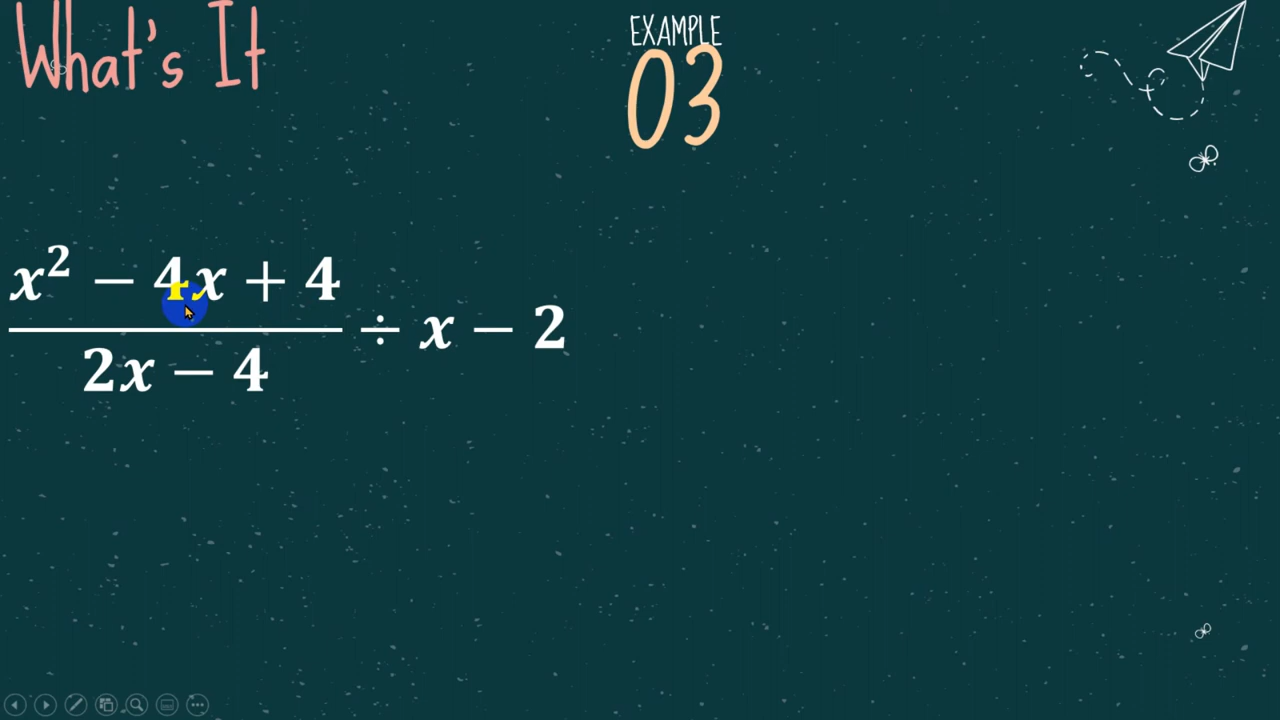 What's It
EXAMPLE
03
x² − 4x + 4
2x − 4
÷ x − 2